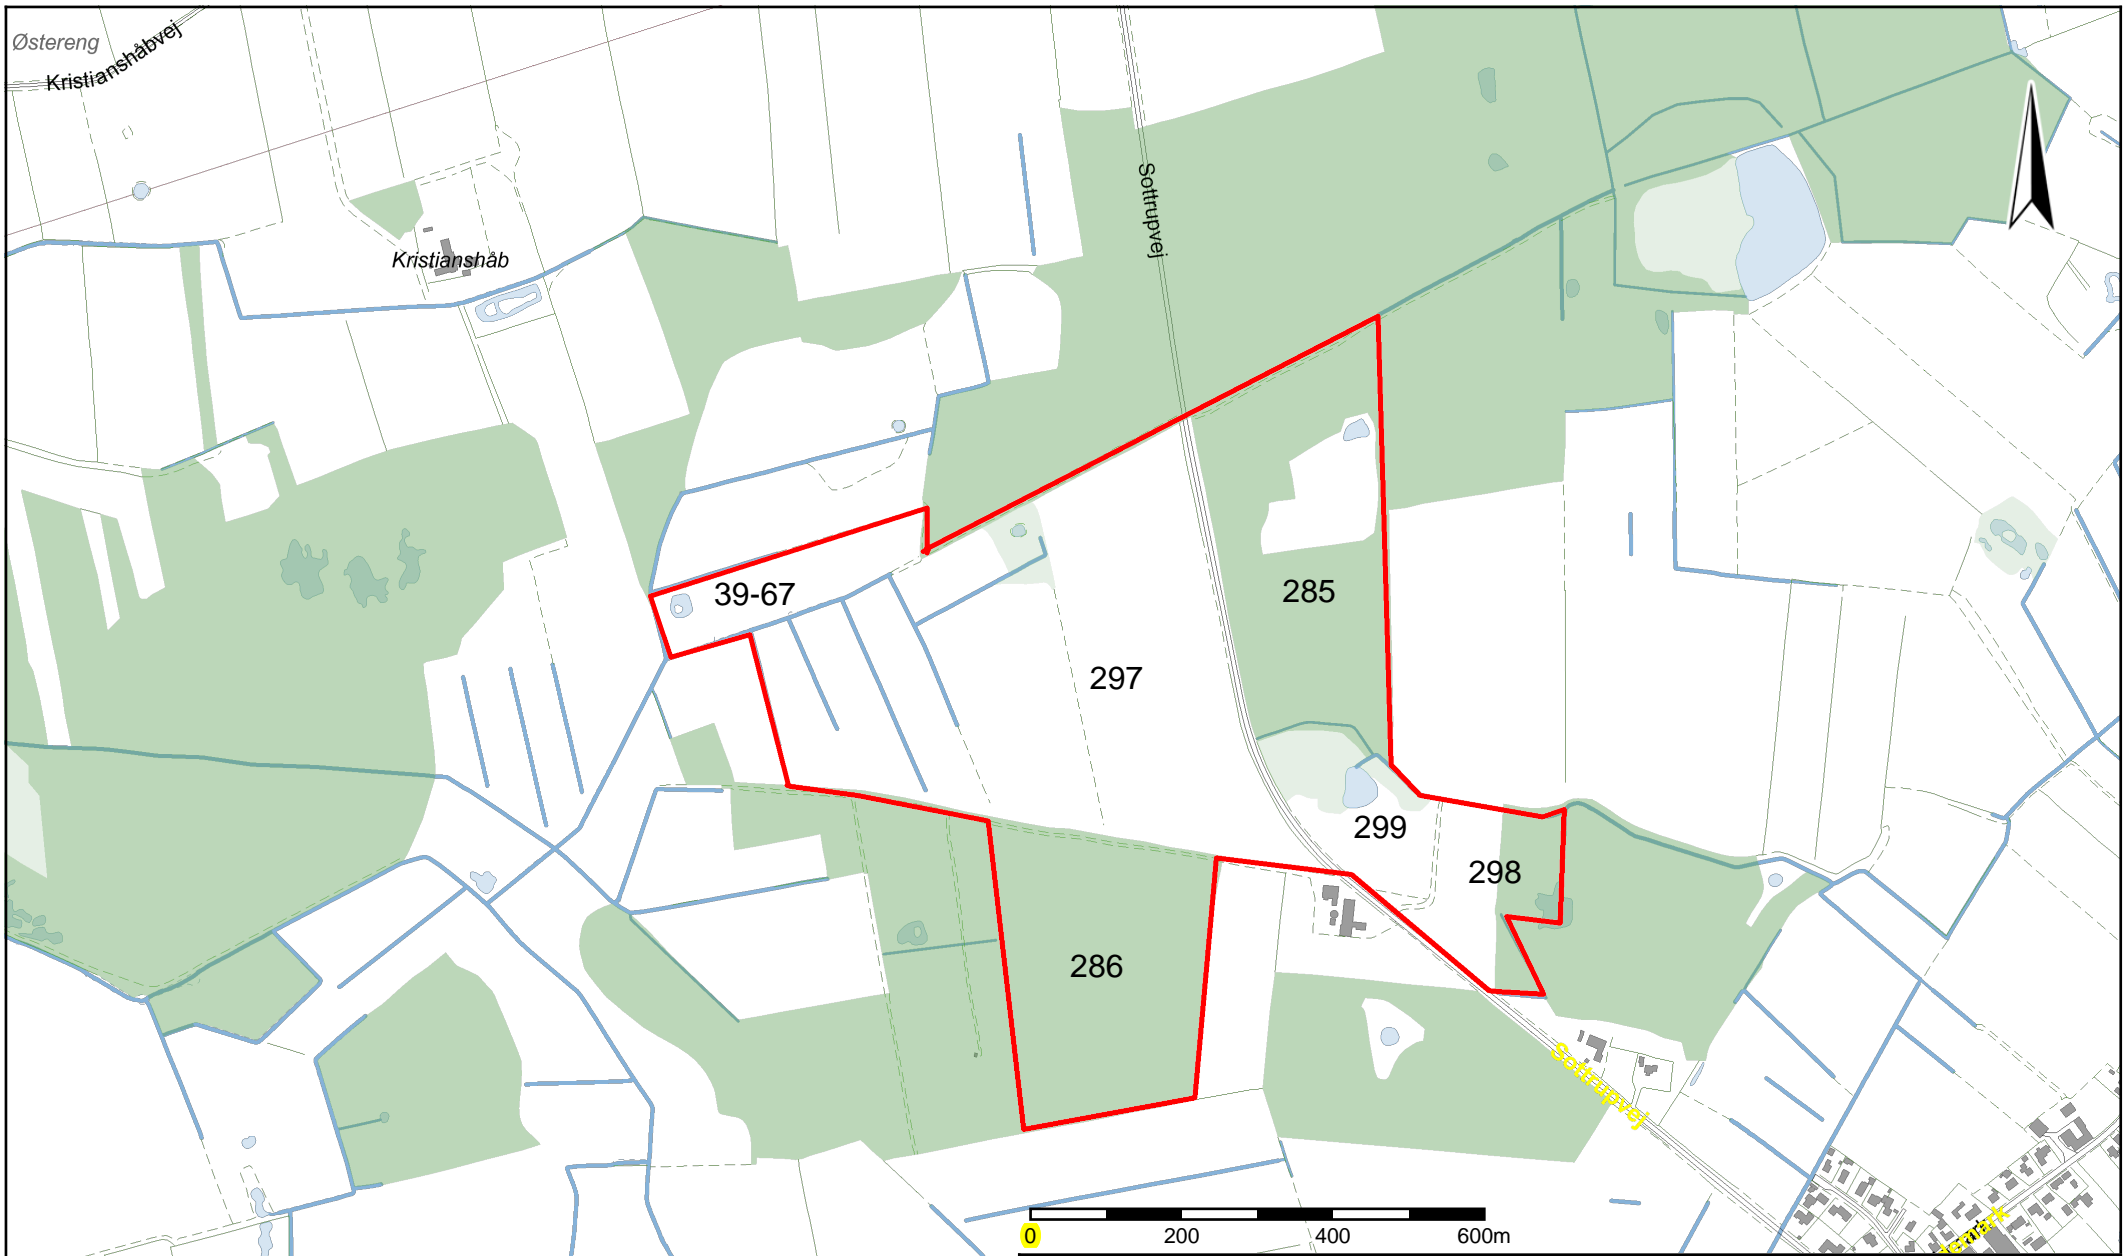 Østereng
Kristianshåbvej
Sottrupvej
Kristianshåb
39-67
285
297
299
298
286
Sottrupvej
0 200 400 600m